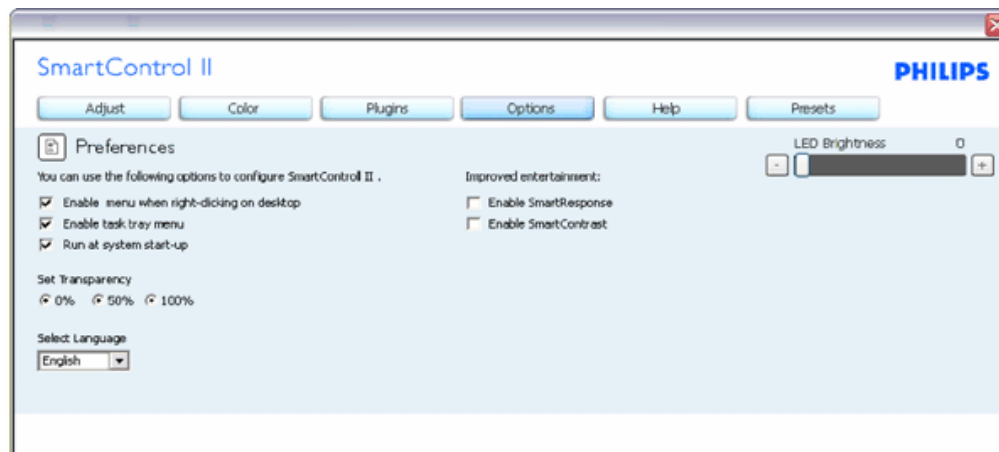 SmartControl II
PHILIPS
Adjust Color Plugins Options Help Presets
Preferences
LED Brightness 0
- +
You can use the following options to configure SmartControl II .
Improved entertainment:
Enable menu when right-clicking on desktop
Enable SmartResponse
Enable task tray menu
Enable SmartContrast
Run at system start-up
Set Transparency
0% 50% 100%
Select Language
English